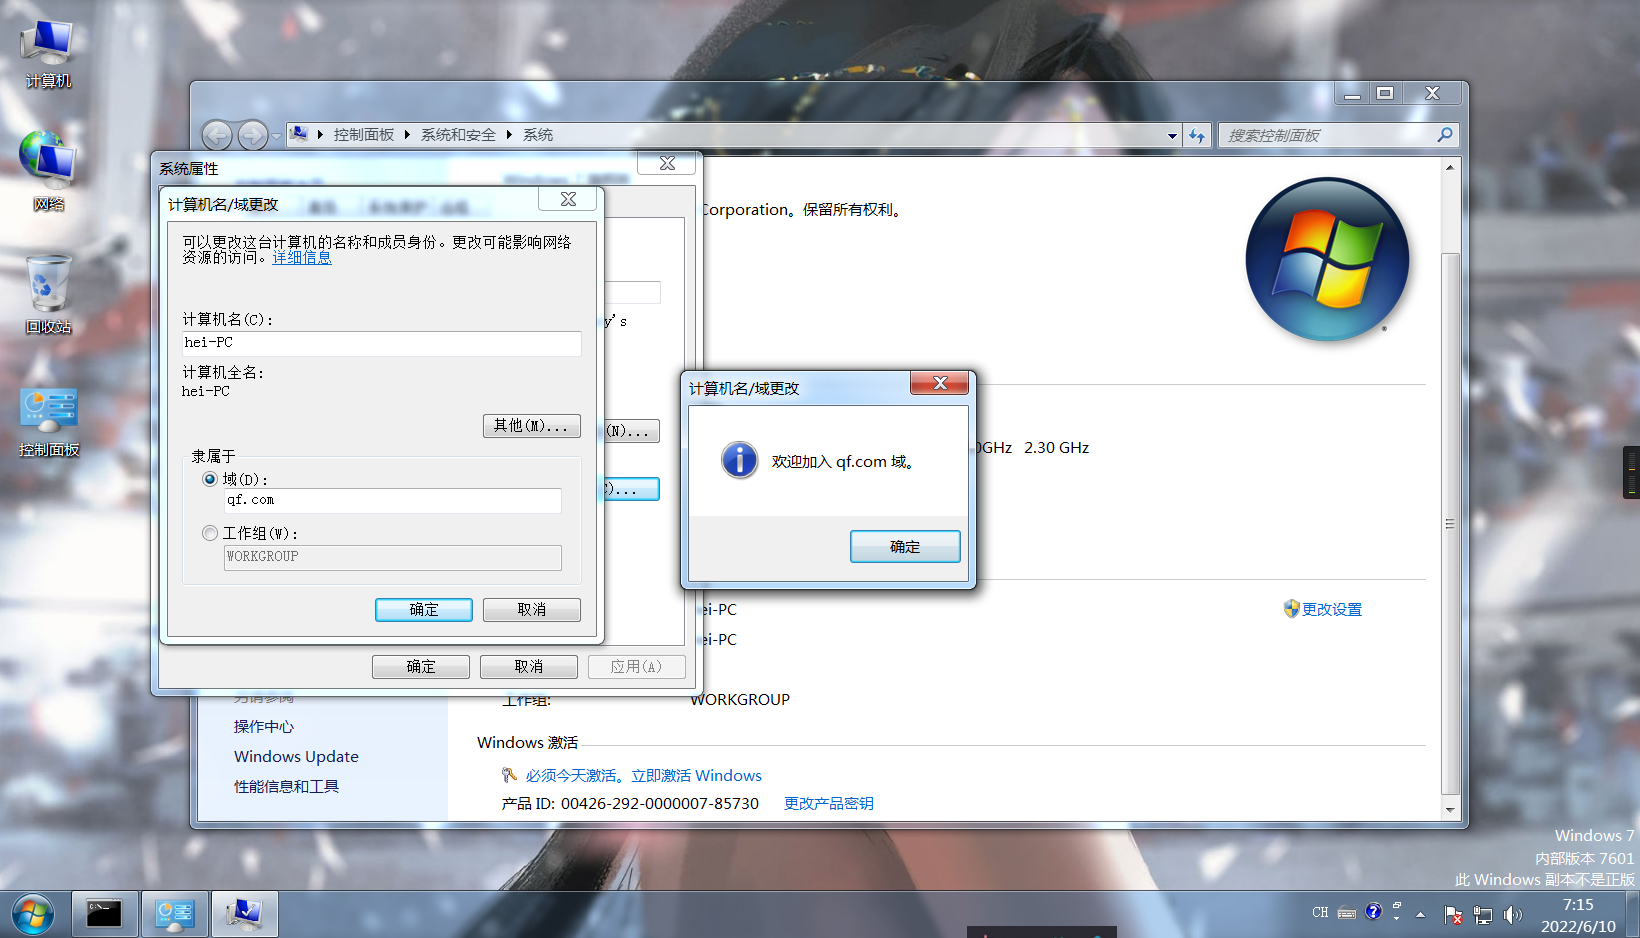 计算机
网络
回收站
控制面板
控制面板 系统和安全 系统
搜索控制面板
系统属性
计算机名/域更改
可以更改这台计算机的名称和成员身份。更改可能影响网络
资源的访问。详细信息
计算机名(C):
hei-PC
计算机全名:
hei-PC
其他(M)...
隶属于
域(D):
qf.com
工作组(W):
WORKGROUP
确定 取消
确定 取消 应用(A)
y's
(N)...
)...
Corporation。保留所有权利。
计算机名/域更改
欢迎加入 qf.com 域。
确定
0GHz 2.30 GHz
ei-PC
更改设置
ei-PC
工作组: WORKGROUP
另请参阅
操作中心
Windows Update
性能信息和工具
Windows 激活
必须今天激活。立即激活 Windows
产品 ID: 00426-292-0000007-85730 更改产品密钥
Windows 7
内部版本 7601
此 Windows 副本不是正版
CH
7:15
2022/6/10